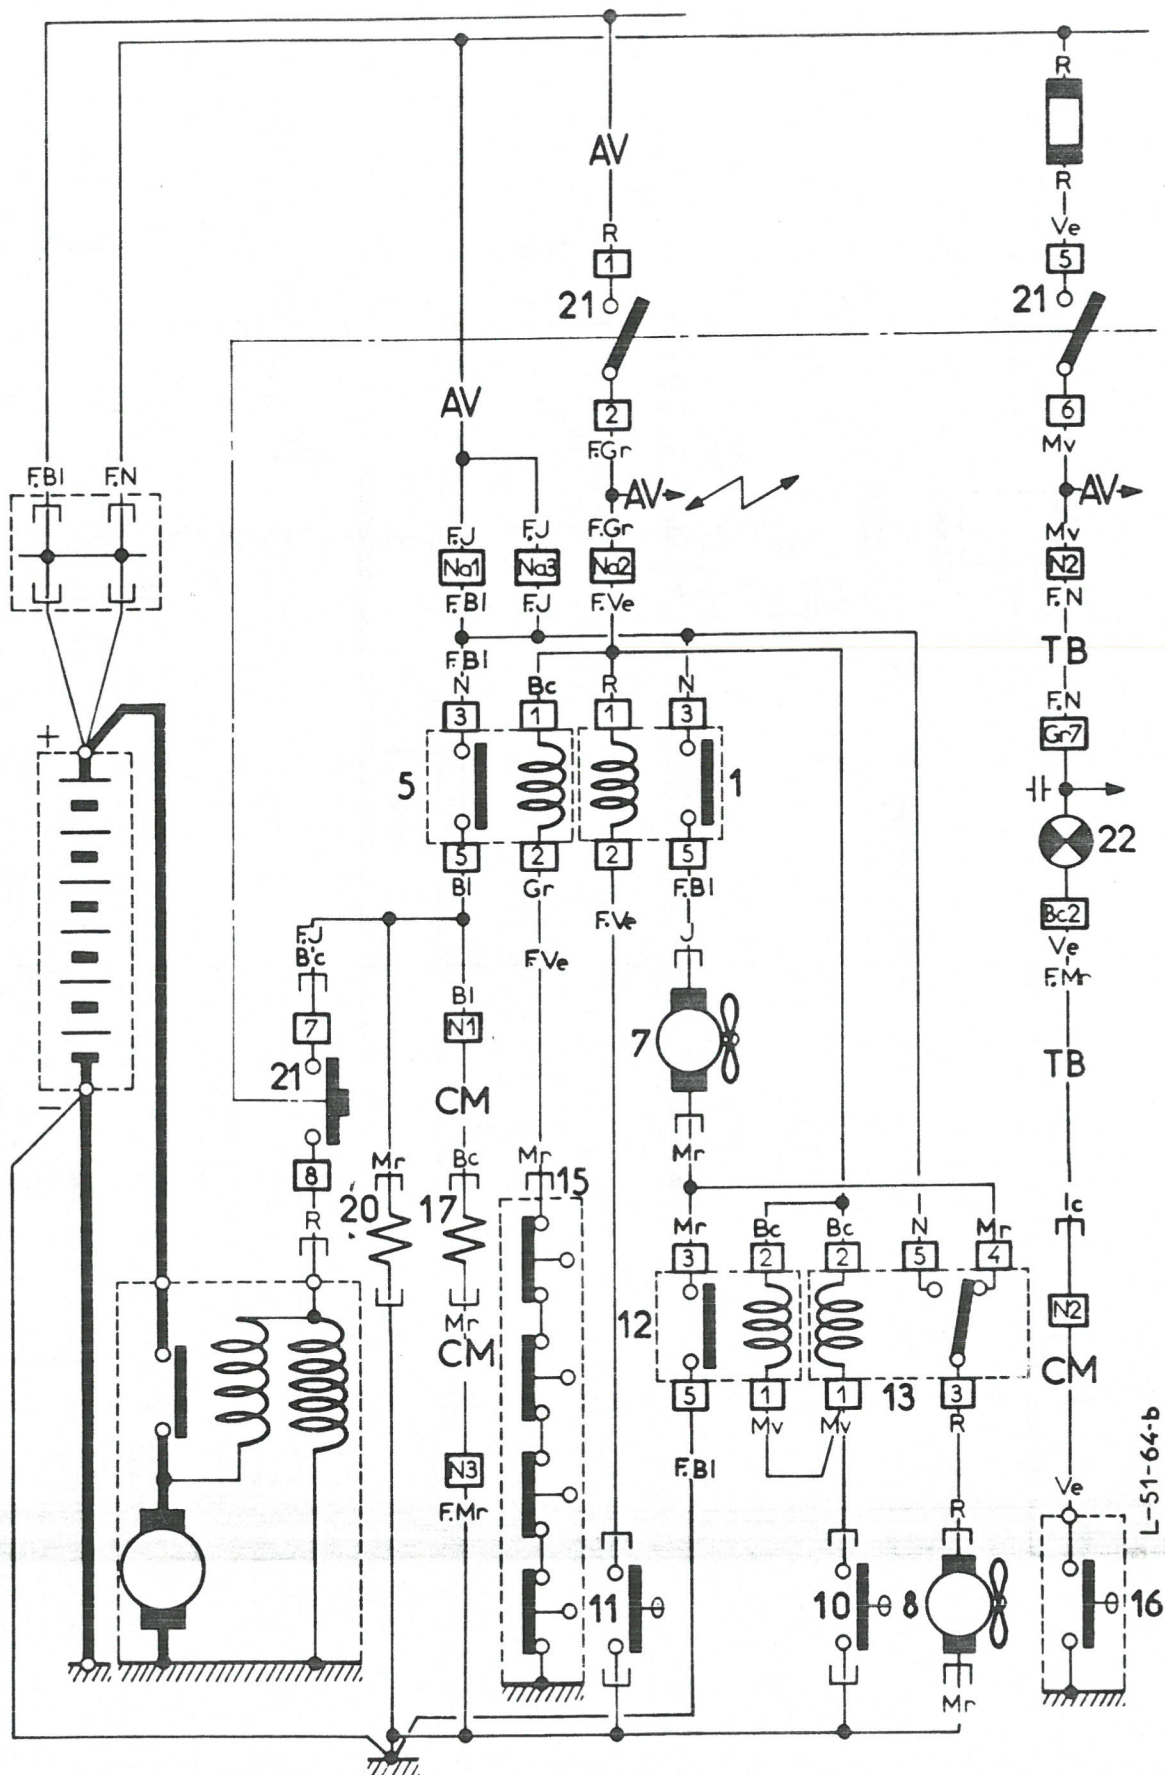 R
AV
R
R
Ve
1
5
21
21
AV
2
6
F.Gr
Mv
F.Bl
F.N
AV
AV
F.J
F.J
F.Gr
Mv
Na1
Na3
Na2
N2
F.Bl
F.J
F.Ve
F.N
F.Bl
TB
N
Bc
R
N
F.N
3
1
1
3
Gr7
+
5
1
22
5
2
2
5
Bl
Gr
F.Bl
Bc2
F.Ve
Ve
F.J
J
F.Mr
Bc
F.Ve
Bl
7
N1
7
21
TB
−
CM
8
Mr
Bc
Mr
Mr
15
R
20
17
Ic
Mr
Bc
Bc
N
Mr
3
2
2
5
4
12
N2
Mr
CM
CM
5
1
1
13
3
Mv
Mv
R
N3
F.Bl
F.Mr
Ve
R
11
10
8
16
Mr
L-51-64-b